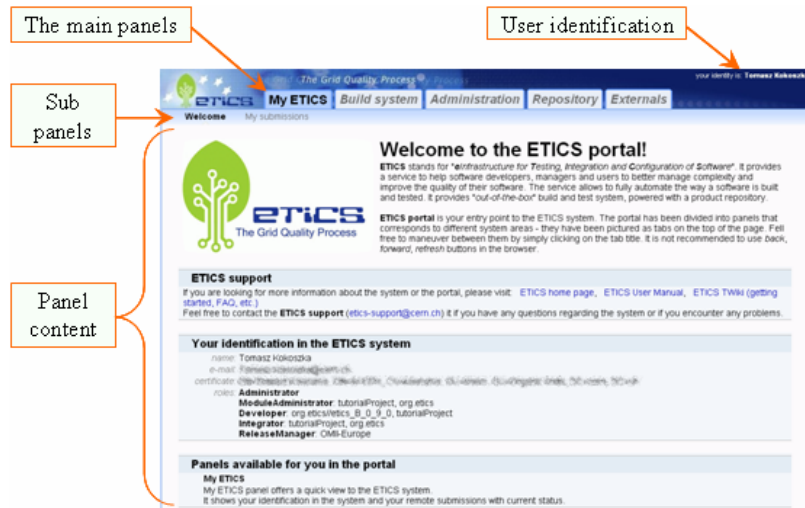 The main panels
User identification
The Grid Quality Process
your identity is: Tomasz Kokoszk
Sub
panels
etics
My ETICS Build system Administration Repository Externals
Welcome My submissions
Welcome to the ETICS portal!
ETICS stands for "eInfrastructure for Testing, Integration and Configuration of Software". It provides
a service to help software developers, managers and users to better manage complexity and
improve the quality of their software. The service allows to fully automate the way a software is built
and tested. It provides "out-of-the-box" build and test system, powered with a product repository.
etics
The Grid Quality Process
ETICS portal is your entry point to the ETICS system. The portal has been divided into panels that
corresponds to different system areas - they have been pictured as tabs on the top of the page. Fell
free to maneuver between them by simply clicking on the tab title. It is not recommended to use back,
forward, refresh buttons in the browser.
Panel
content
ETICS support
If you are looking for more information about the system or the portal, please visit: ETICS home page, ETICS User Manual, ETICS TWiki (getting
started, FAQ, etc.)
Feel free to contact the ETICS support (etics-support@cern.ch) it if you have any questions regarding the system or if you encounter any problems.
Your identification in the ETICS system
name: Tomasz Kokoszka
e-mail:
certificate:
roles: Administrator
ModuleAdministrator: tutorialProject, org.etics
Developer: org.etics//etics_B_0_9_0, tutorialProject
Integrator: tutorialProject, org.etics
ReleaseManager: OMII-Europe
Panels available for you in the portal
My ETICS
My ETICS panel offers a quick view to the ETICS system.
It shows your identification in the system and your remote submissions with current status.